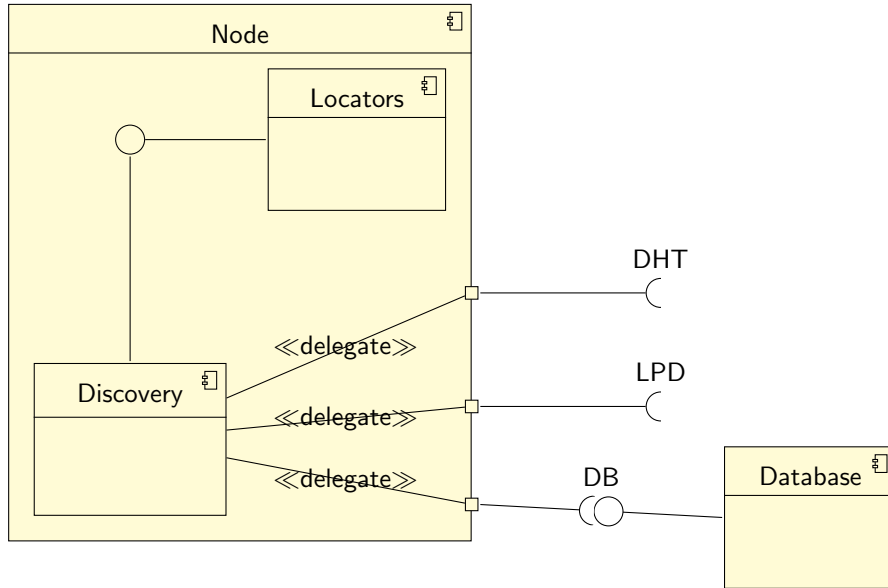 Node
Locators
DHT
≪delegate≫
LPD
Discovery
≪delegate≫
DB
Database
≪delegate≫